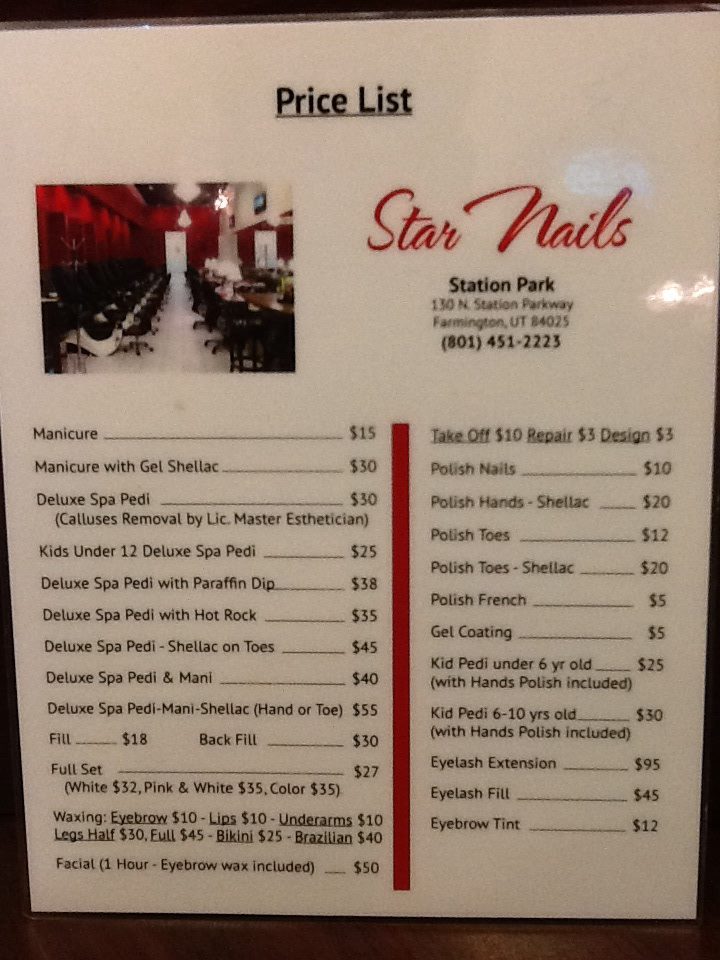 Price List
Star Nails
Station Park
130 N. Station Parkway
Farmington, UT 84025
(801) 451-2223
Manicure $15
Manicure with Gel Shellac $30
Deluxe Spa Pedi $30
(Calluses Removal by Lic. Master Esthetician)
Kids Under 12 Deluxe Spa Pedi $25
Deluxe Spa Pedi with Paraffin Dip $38
Deluxe Spa Pedi with Hot Rock $35
Deluxe Spa Pedi - Shellac on Toes $45
Deluxe Spa Pedi & Mani $40
Deluxe Spa Pedi-Mani-Shellac (Hand or Toe) $55
Fill $18 Back Fill $30
Full Set $27
(White $32, Pink & White $35, Color $35)
Waxing: Eyebrow $10 - Lips $10 - Underarms $10
Legs Half $30, Full $45 - Bikini $25 - Brazilian $40
Facial (1 Hour - Eyebrow wax included) $50
Take Off $10 Repair $3 Design $3
Polish Nails $10
Polish Hands - Shellac $20
Polish Toes $12
Polish Toes - Shellac $20
Polish French $5
Gel Coating $5
Kid Pedi under 6 yr old $25
(with Hands Polish included)
Kid Pedi 6-10 yrs old $30
(with Hands Polish included)
Eyelash Extension $95
Eyelash Fill $45
Eyebrow Tint $12